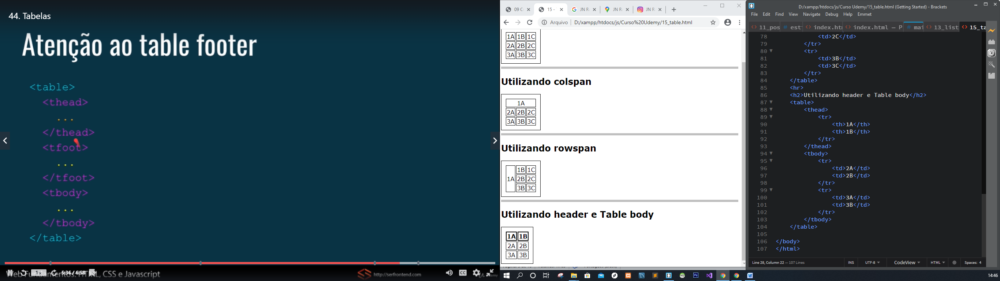 44. Tabelas
Atenção ao table footer
<table>
<thead>
...
</thead>
<tfoot>
...
</tfoot>
<tbody>
...
</tbody>
</table>
1x
5:36 / 6:58
Web Fundamentos: HTML, CSS e Javascript
http://serfrontend.com
CC
09 C
15 -
JN R
JN R
JN R
Arquivo
D:/xampp/htdocs/js/Curso%20Udemy/15_table.html
1A 1B 1C
2A 2B 2C
3A 3B 3C
Utilizando colspan
1A
2A 2B 2C
3A 3B 3C
Utilizando rowspan
1A 1B 1C
2B 2C
3B 3C
Utilizando header e Table body
1A 1B
2A 2B
3A 3B
D:/xampp/htdocs/js/Curso Udemy/15_table.html (Getting Started) - Brackets
File Edit Find View Navigate Debug Help Emmet
<> 11_pos # est <> index.htm <> index.html — P # mai <> 13_list <> 15_ta
78 <td>2C</td>
79 </tr>
80 <tr>
81 <td>3B</td>
82 <td>3C</td>
83 </tr>
84 </table>
85 <hr>
86 <h2>Utilizando header e Table body</h2>
87 <table>
88 <thead>
89 <tr>
90 <th>1A</th>
91 <th>1B</th>
92 </tr>
93 </thead>
94 <tbody>
95 <tr>
96 <td>2A</td>
97 <td>2B</td>
98 </tr>
99 <tr>
100 <td>3A</td>
101 <td>3B</td>
102 </tr>
103 </tbody>
104 </table>
105
106 </body>
107 </html>
Line 28, Column 22 — 107 Lines
INS UTF-8 CodeView HTML Spaces: 4
14:46